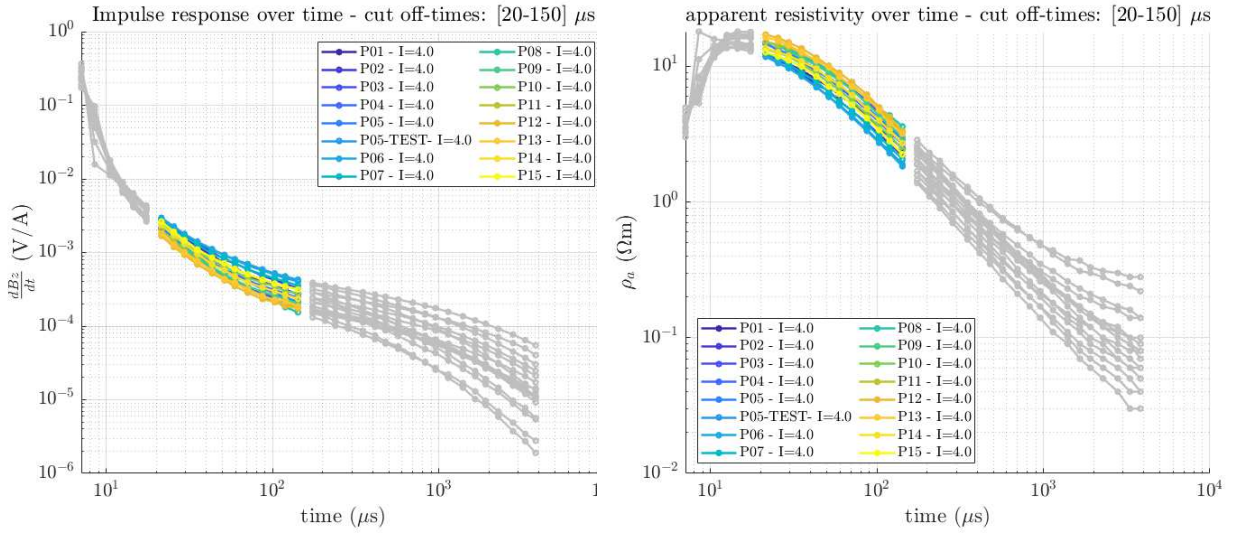 Impulse response over time - cut off-times: [20-150] μs
10^0
10^-1
10^-2
10^-3
10^-4
10^-5
10^-6
dBz/dt (V/A)
P01 - I=4.0
P02 - I=4.0
P03 - I=4.0
P04 - I=4.0
P05 - I=4.0
P05-TEST- I=4.0
P06 - I=4.0
P07 - I=4.0
P08 - I=4.0
P09 - I=4.0
P10 - I=4.0
P11 - I=4.0
P12 - I=4.0
P13 - I=4.0
P14 - I=4.0
P15 - I=4.0
10^1 10^2 10^3 1
time (μs)
apparent resistivity over time - cut off-times: [20-150] μs
10^1
10^0
10^-1
10^-2
ρa (Ωm)
P01 - I=4.0
P02 - I=4.0
P03 - I=4.0
P04 - I=4.0
P05 - I=4.0
P05-TEST- I=4.0
P06 - I=4.0
P07 - I=4.0
P08 - I=4.0
P09 - I=4.0
P10 - I=4.0
P11 - I=4.0
P12 - I=4.0
P13 - I=4.0
P14 - I=4.0
P15 - I=4.0
10^1 10^2 10^3 10^4
time (μs)